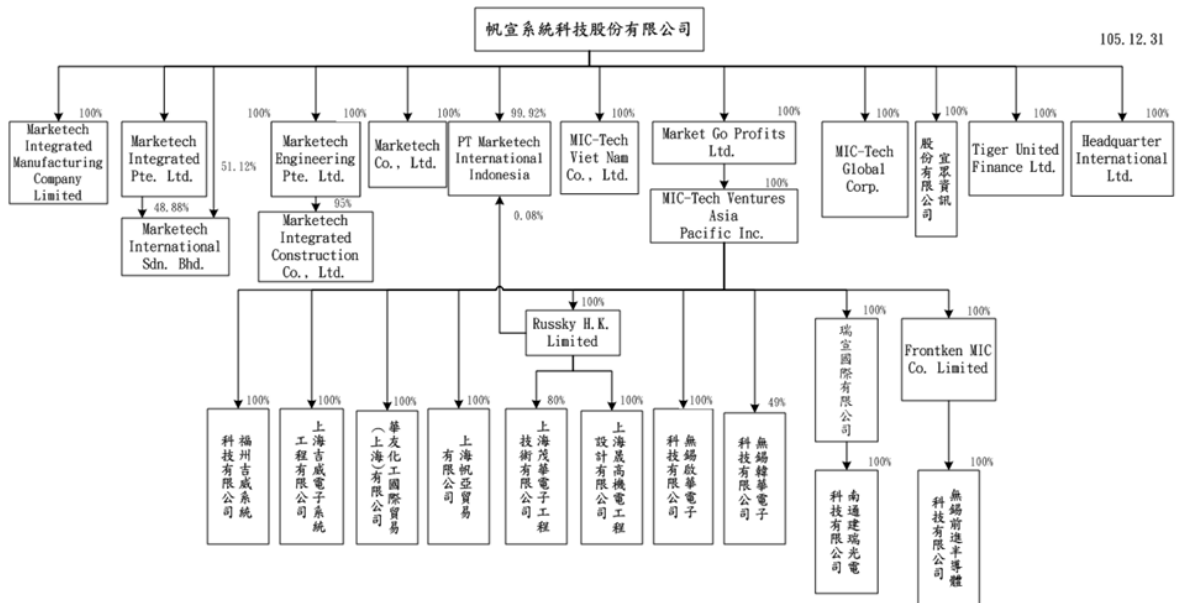 帆宣系統科技股份有限公司
105.12.31
100%
Marketech
Integrated
Manufacturing
Company
Limited
100%
Marketech
Integrated
Pte. Ltd.
51.12%
48.88%
Marketech
International
Sdn. Bhd.
100%
100%
Marketech
Engineering
Pte. Ltd.
95%
Marketech
Integrated
Construction
Co., Ltd.
100%
Marketech
Co., Ltd.
99.92%
PT Marketech
International
Indonesia
0.08%
100%
MIC-Tech
Viet Nam
Co., Ltd.
100%
Market Go Profits
Ltd.
100%
MIC-Tech Ventures
Asia
Pacific Inc.
100%
MIC-Tech
Global
Corp.
100%
宜眾資訊
股份有限公司
100%
Tiger United
Finance Ltd.
100%
Headquarter
International
Ltd.
100%
Russky H.K.
Limited
100%
瑞宣國際有限公司
100%
Frontken MIC
Co. Limited
100%
福州吉威系統
科技有限公司
100%
上海吉威電子系統
工程有限公司
100%
華友化工國際貿易
(上海)有限公司
100%
上海帆亞貿易
有限公司
80%
上海茂華電子工程
技術有限公司
100%
上海晟高機電工程
設計有限公司
100%
無錫啟華電子
科技有限公司
49%
無錫韓華電子
科技有限公司
100%
南通建瑞光電
科技有限公司
100%
無錫前進半導體
科技有限公司